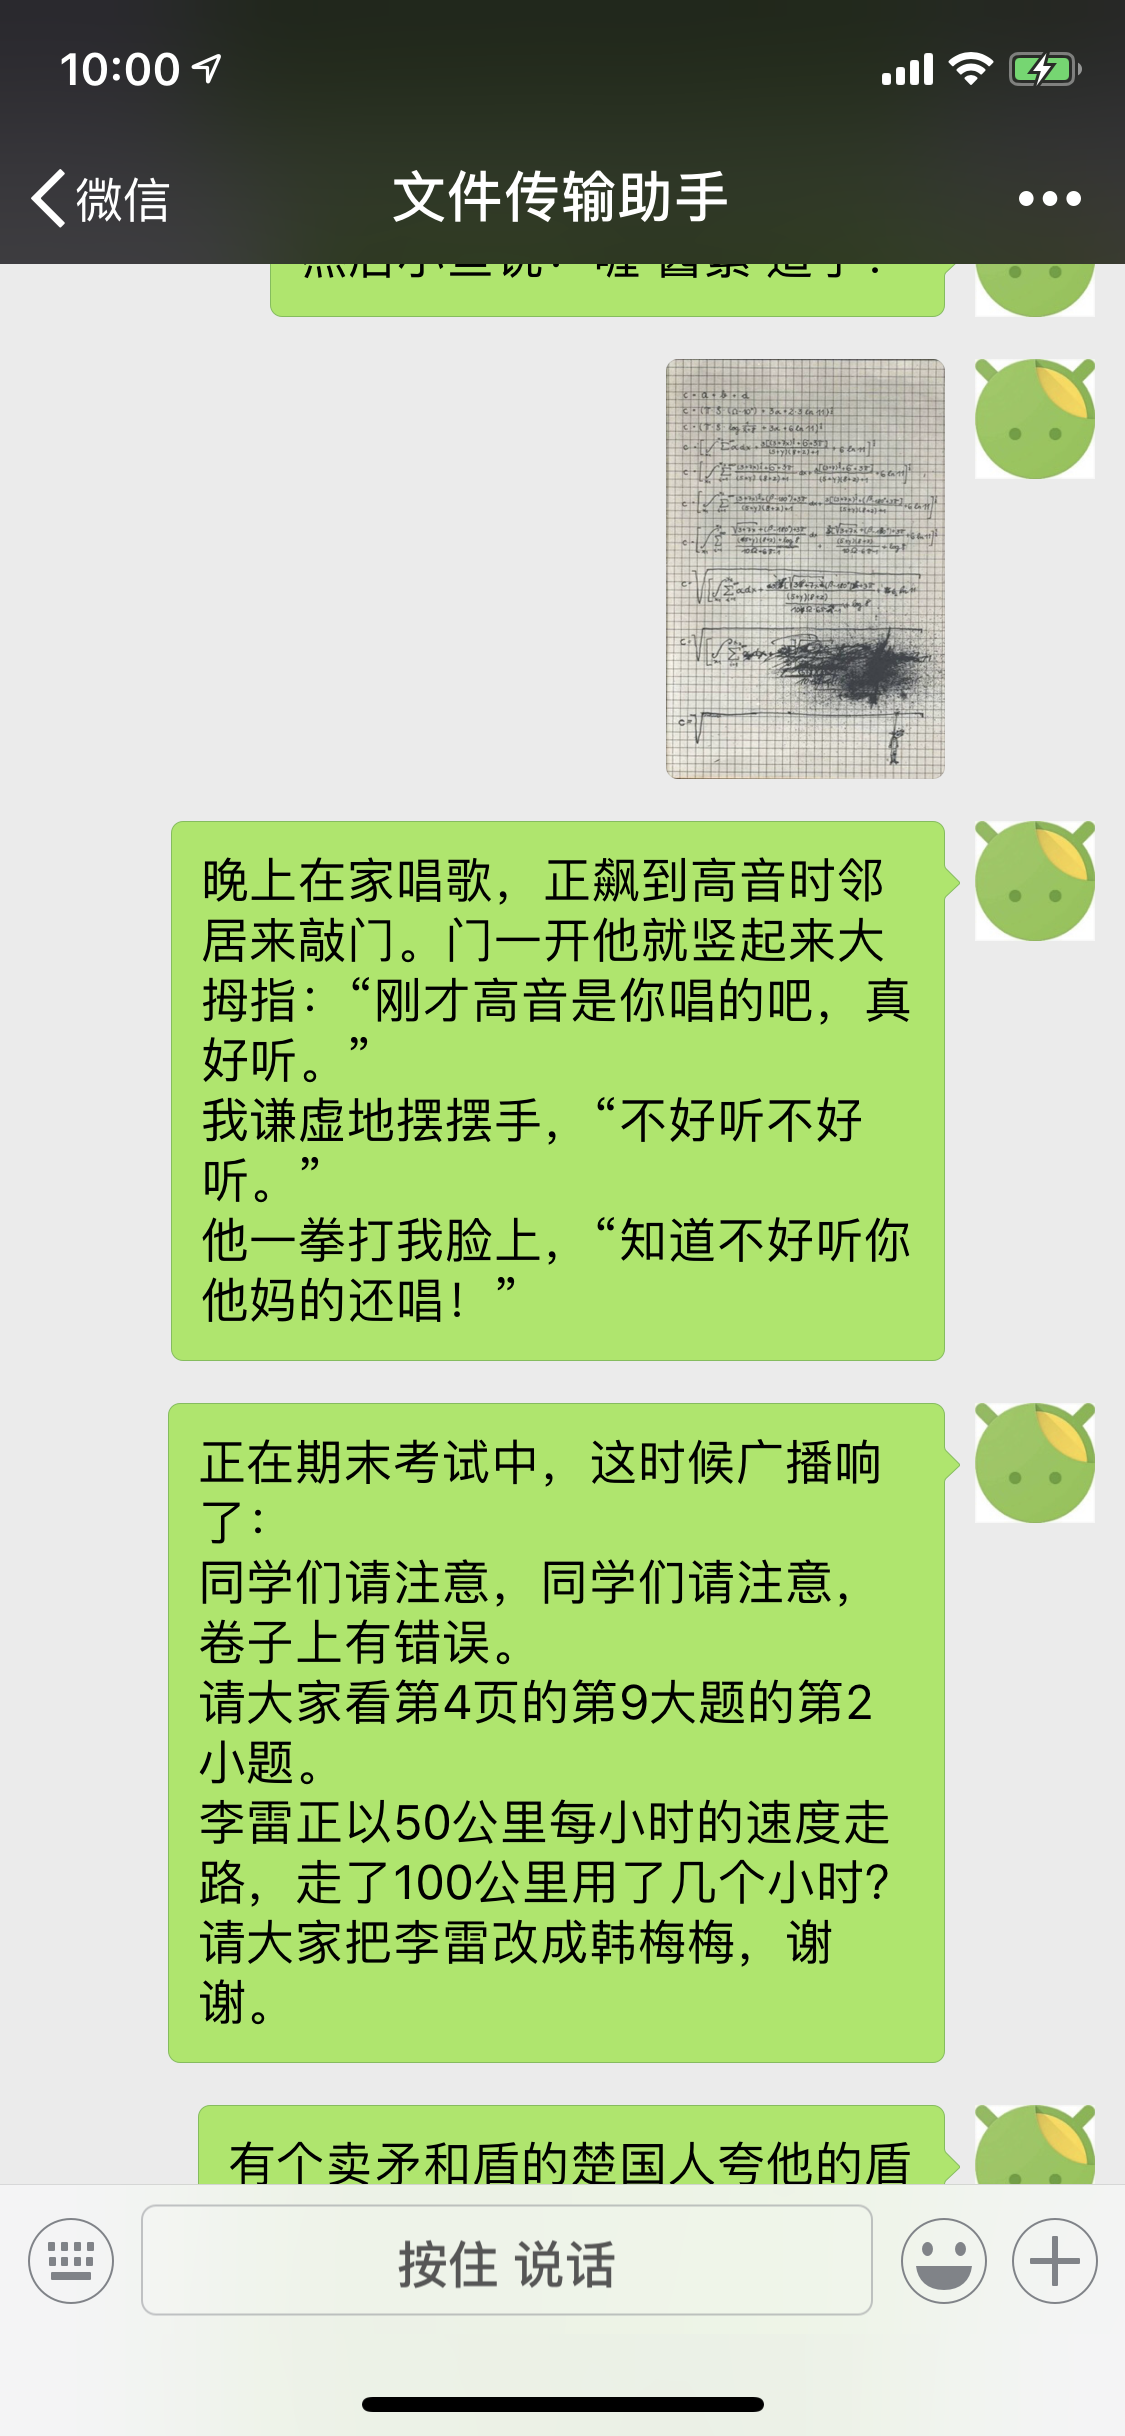 10:00
微信
文件传输助手
晚上在家唱歌，正飙到高音时邻
居来敲门。门一开他就竖起来大
拇指：“刚才高音是你唱的吧，真
好听。”
我谦虚地摆摆手，“不好听不好
听。”
他一拳打我脸上，“知道不好听你
他妈的还唱！”
正在期末考试中，这时候广播响
了：
同学们请注意，同学们请注意，
卷子上有错误。
请大家看第4页的第9大题的第2
小题。
李雷正以50公里每小时的速度走
路，走了100公里用了几个小时?
请大家把李雷改成韩梅梅，谢
谢。
有个卖矛和盾的楚国人夸他的盾
按住 说话